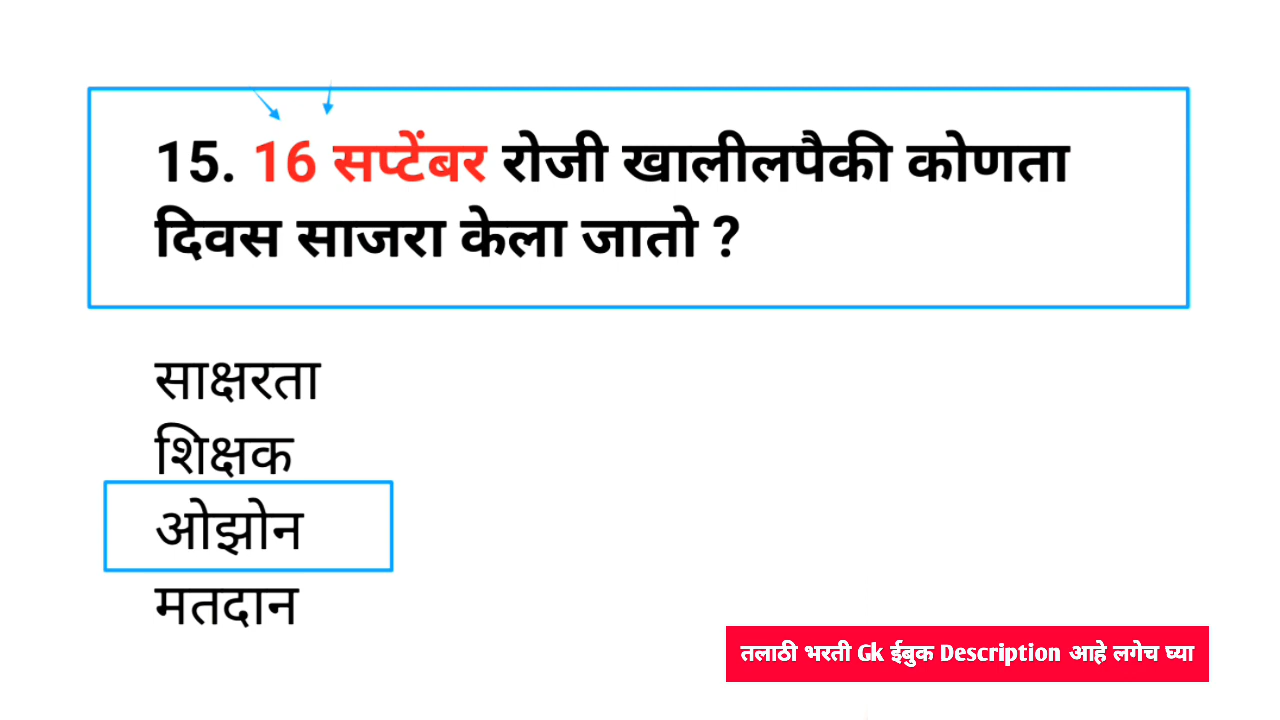 15. 16 सप्टेंबर रोजी खालीलपैकी कोणता
दिवस साजरा केला जातो ?
साक्षरता
शिक्षक
ओझोन
मतदान
तलाठी भरती Gk ईबुक Description आहे लगेच घ्या